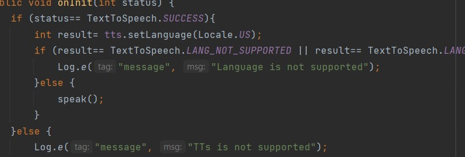 blic void onInit(int status) {
if (status== TextToSpeech.SUCCESS){
int result= tts.setLanguage(Locale.US);
if (result== TextToSpeech.LANG_NOT_SUPPORTED || result== TextToSpeech.LANG
Log.e( tag: "message", msg: "Language is not supported");
}else {
speak();
}
}else {
Log.e( tag: "message", msg: "TTs is not supported");